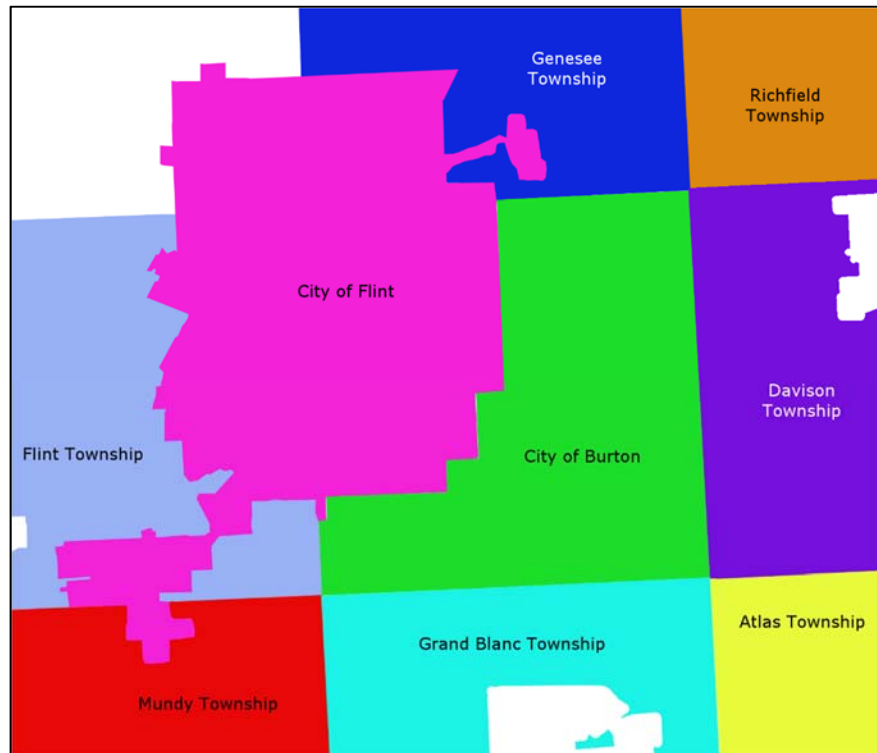 Genesee
Township
Richfield
Township
City of Flint
Davison
Township
Flint Township
City of Burton
Atlas Township
Grand Blanc Township
Mundy Township